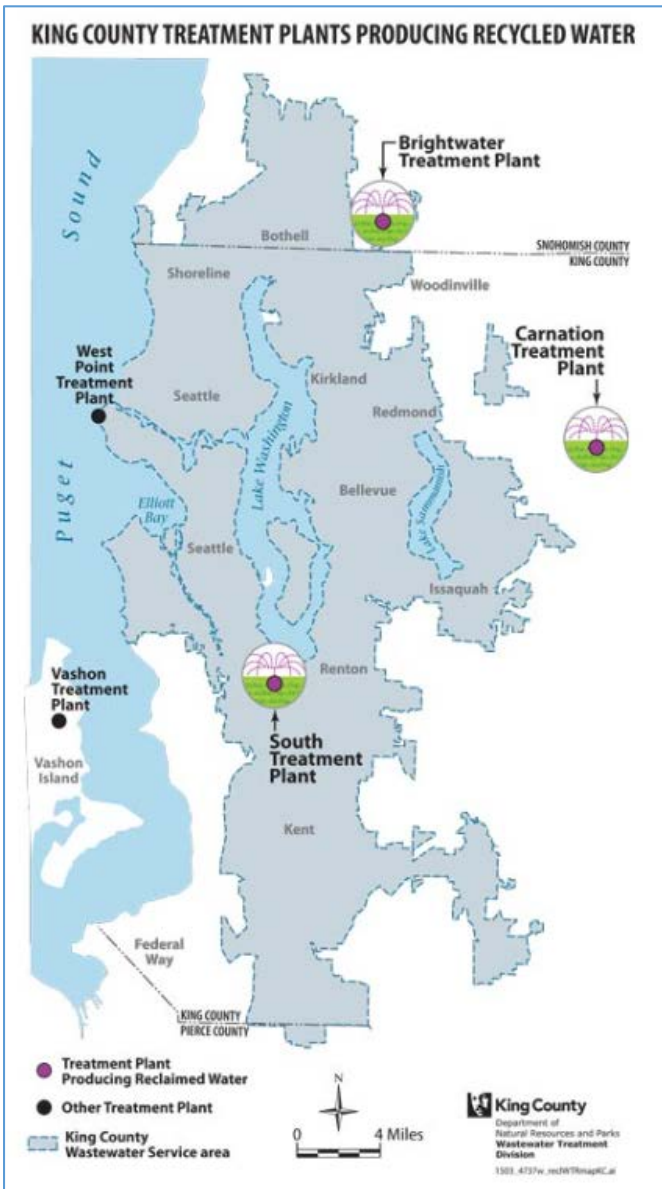 KING COUNTY TREATMENT PLANTS PRODUCING RECYCLED WATER
Brightwater
Treatment Plant
Sound
Bothell
SNOHOMISH COUNTY
KING COUNTY
Shoreline
Woodinville
Carnation
Treatment
Plant
West
Point
Treatment
Plant
Kirkland
Seattle
Redmond
Lake Washington
Puget
Elliott
Bay
Bellevue
Lake Sammamish
Seattle
Issaquah
Renton
Vashon
Treatment
Plant
South
Treatment
Plant
Vashon
Island
Kent
Federal
Way
KING COUNTY
PIERCE COUNTY
Treatment Plant
Producing Reclaimed Water
Other Treatment Plant
King County
Wastewater Service area
N
0 4 Miles
King County
Department of
Natural Resources and Parks
Wastewater Treatment
Division
1503_4737w_reclWTRmapKC.ai